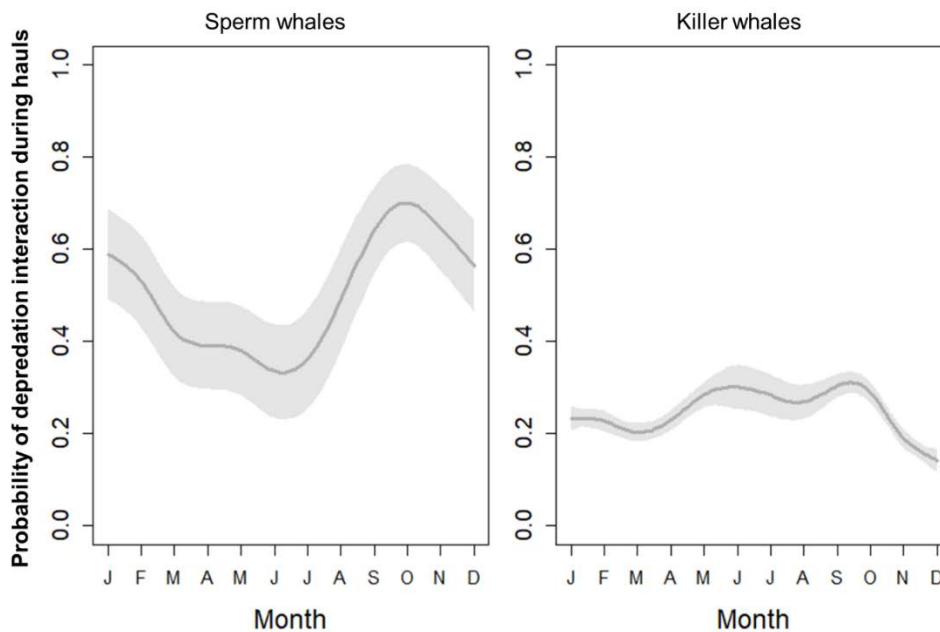 Sperm whales
Killer whales
Probability of depredation interaction during hauls
1.0
0.8
0.6
0.4
0.2
0.0
J F M A M J J A S O N D
Month
1.0
0.8
0.6
0.4
0.2
0.0
J F M A M J J A S O N D
Month